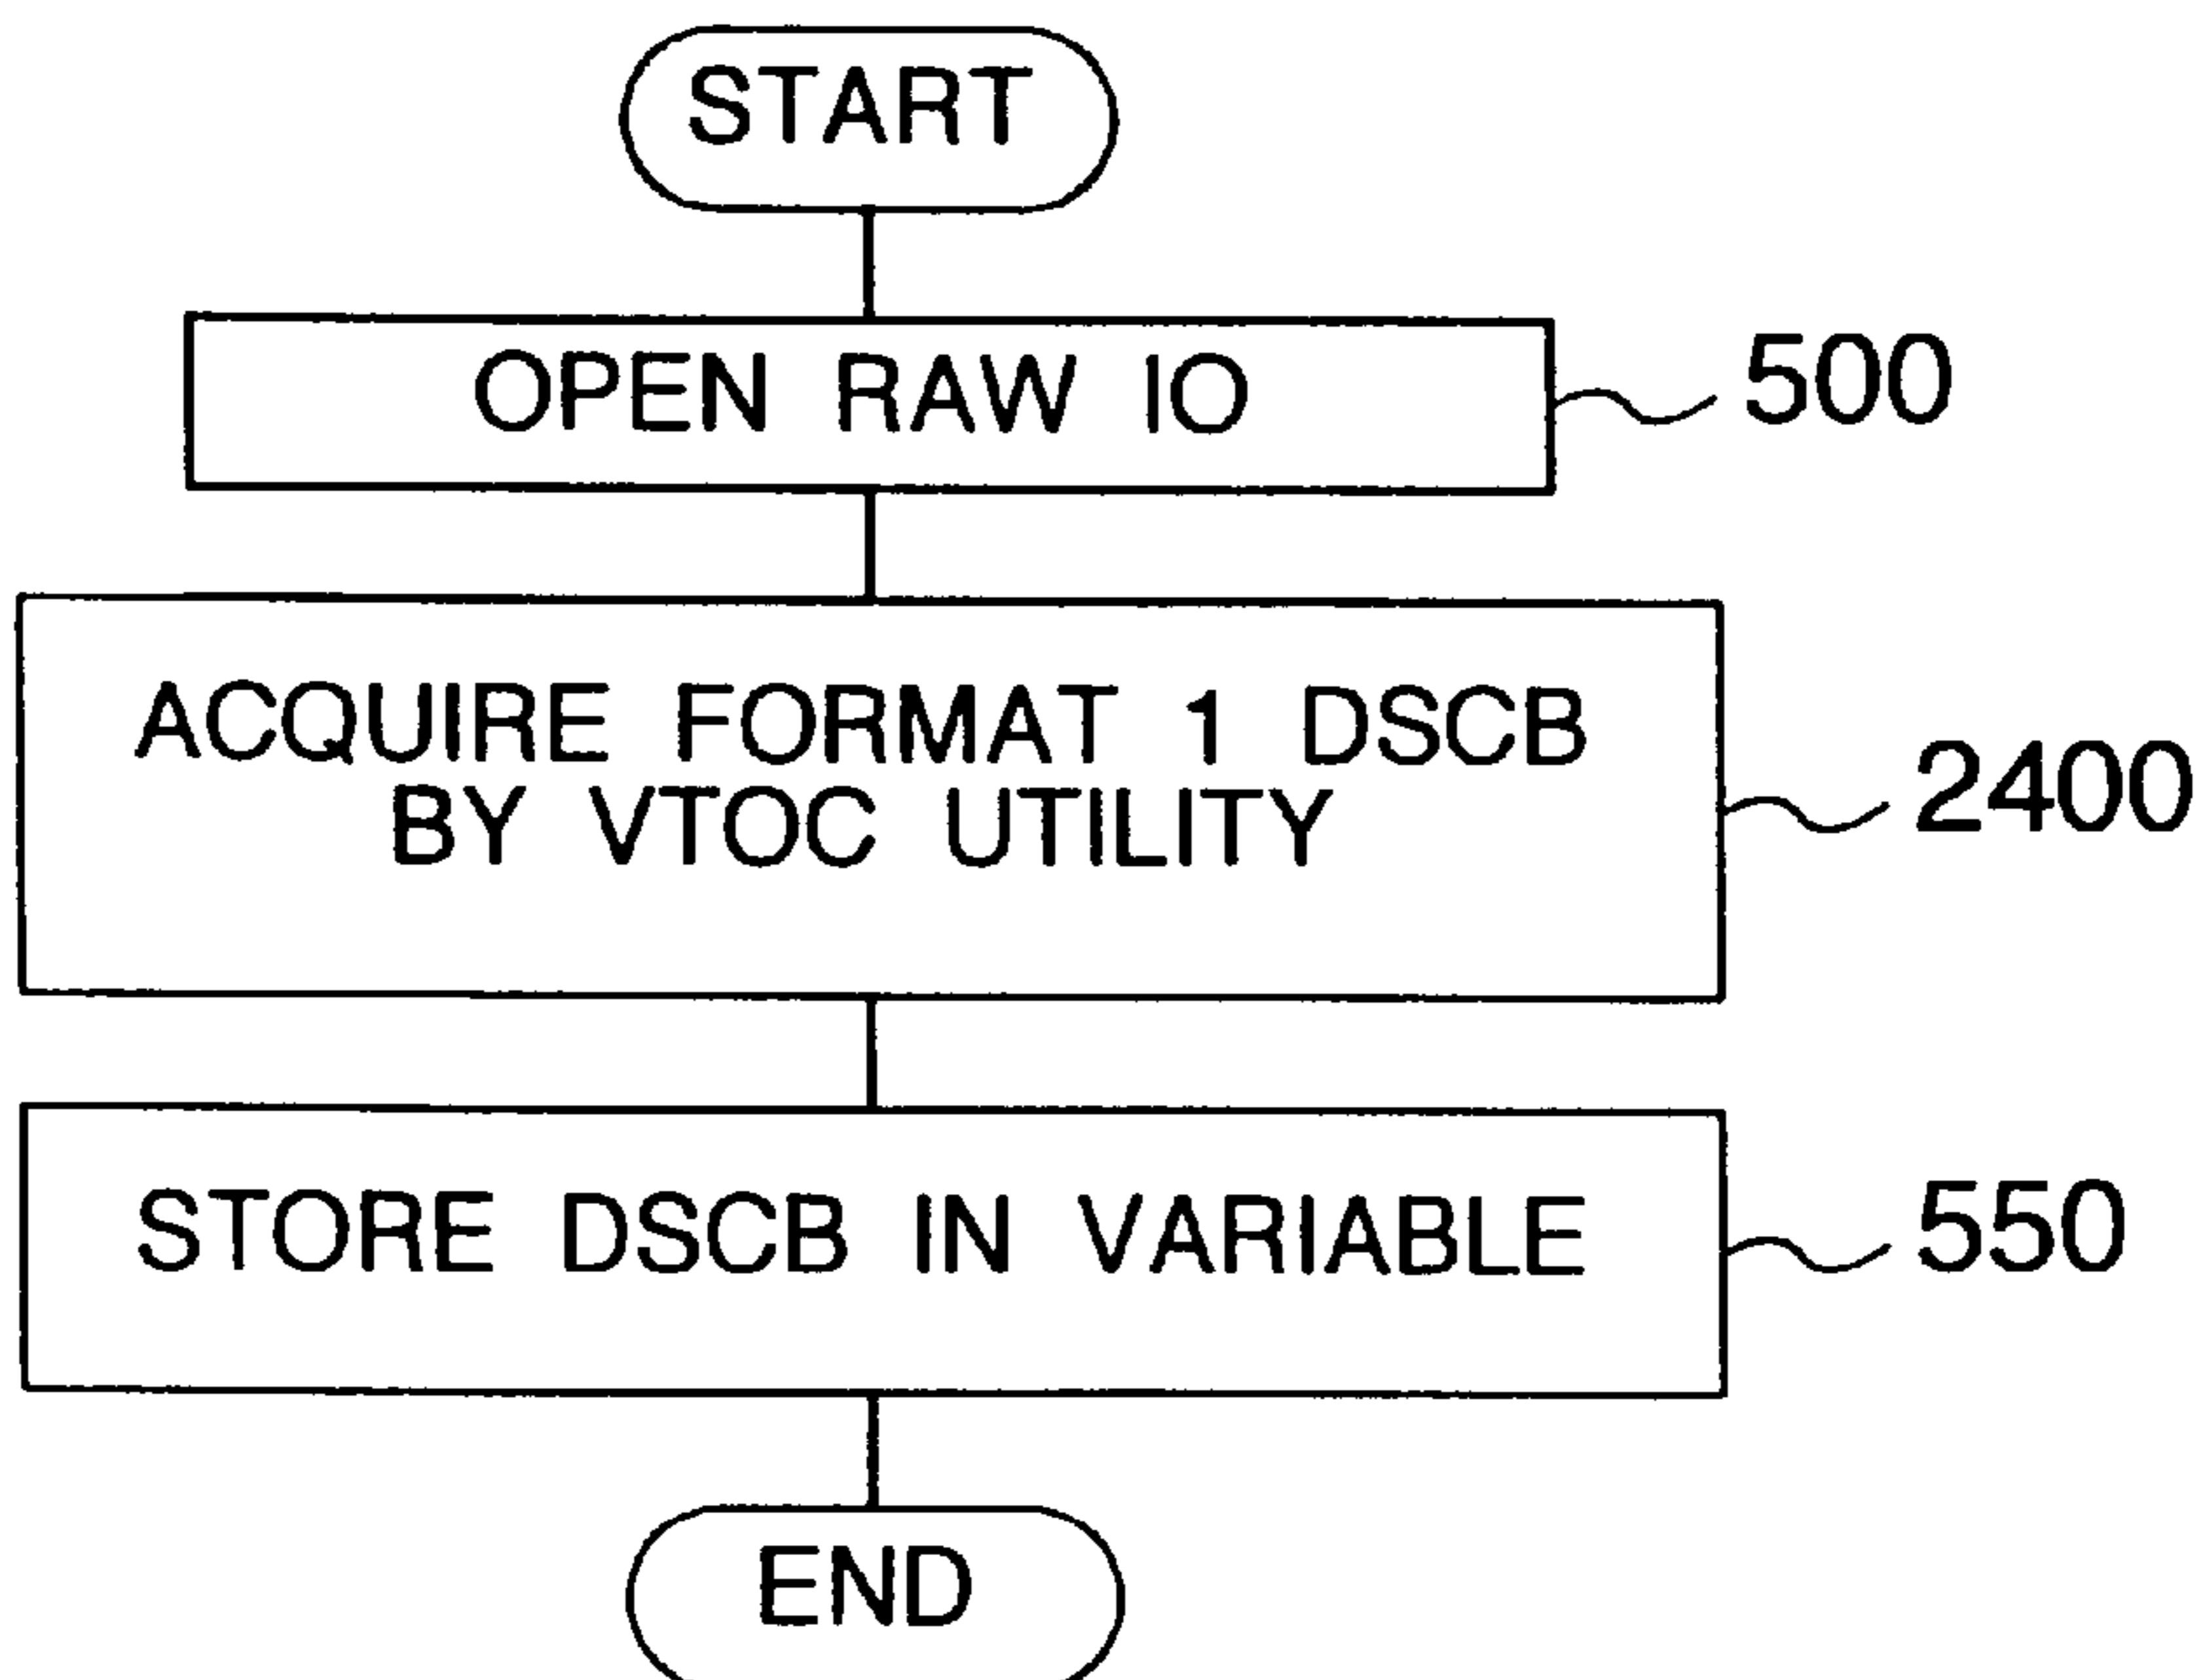 START
OPEN RAW IO
500
ACQUIRE FORMAT 1 DSCB
BY VTOC UTILITY
2400
STORE DSCB IN VARIABLE
550
END